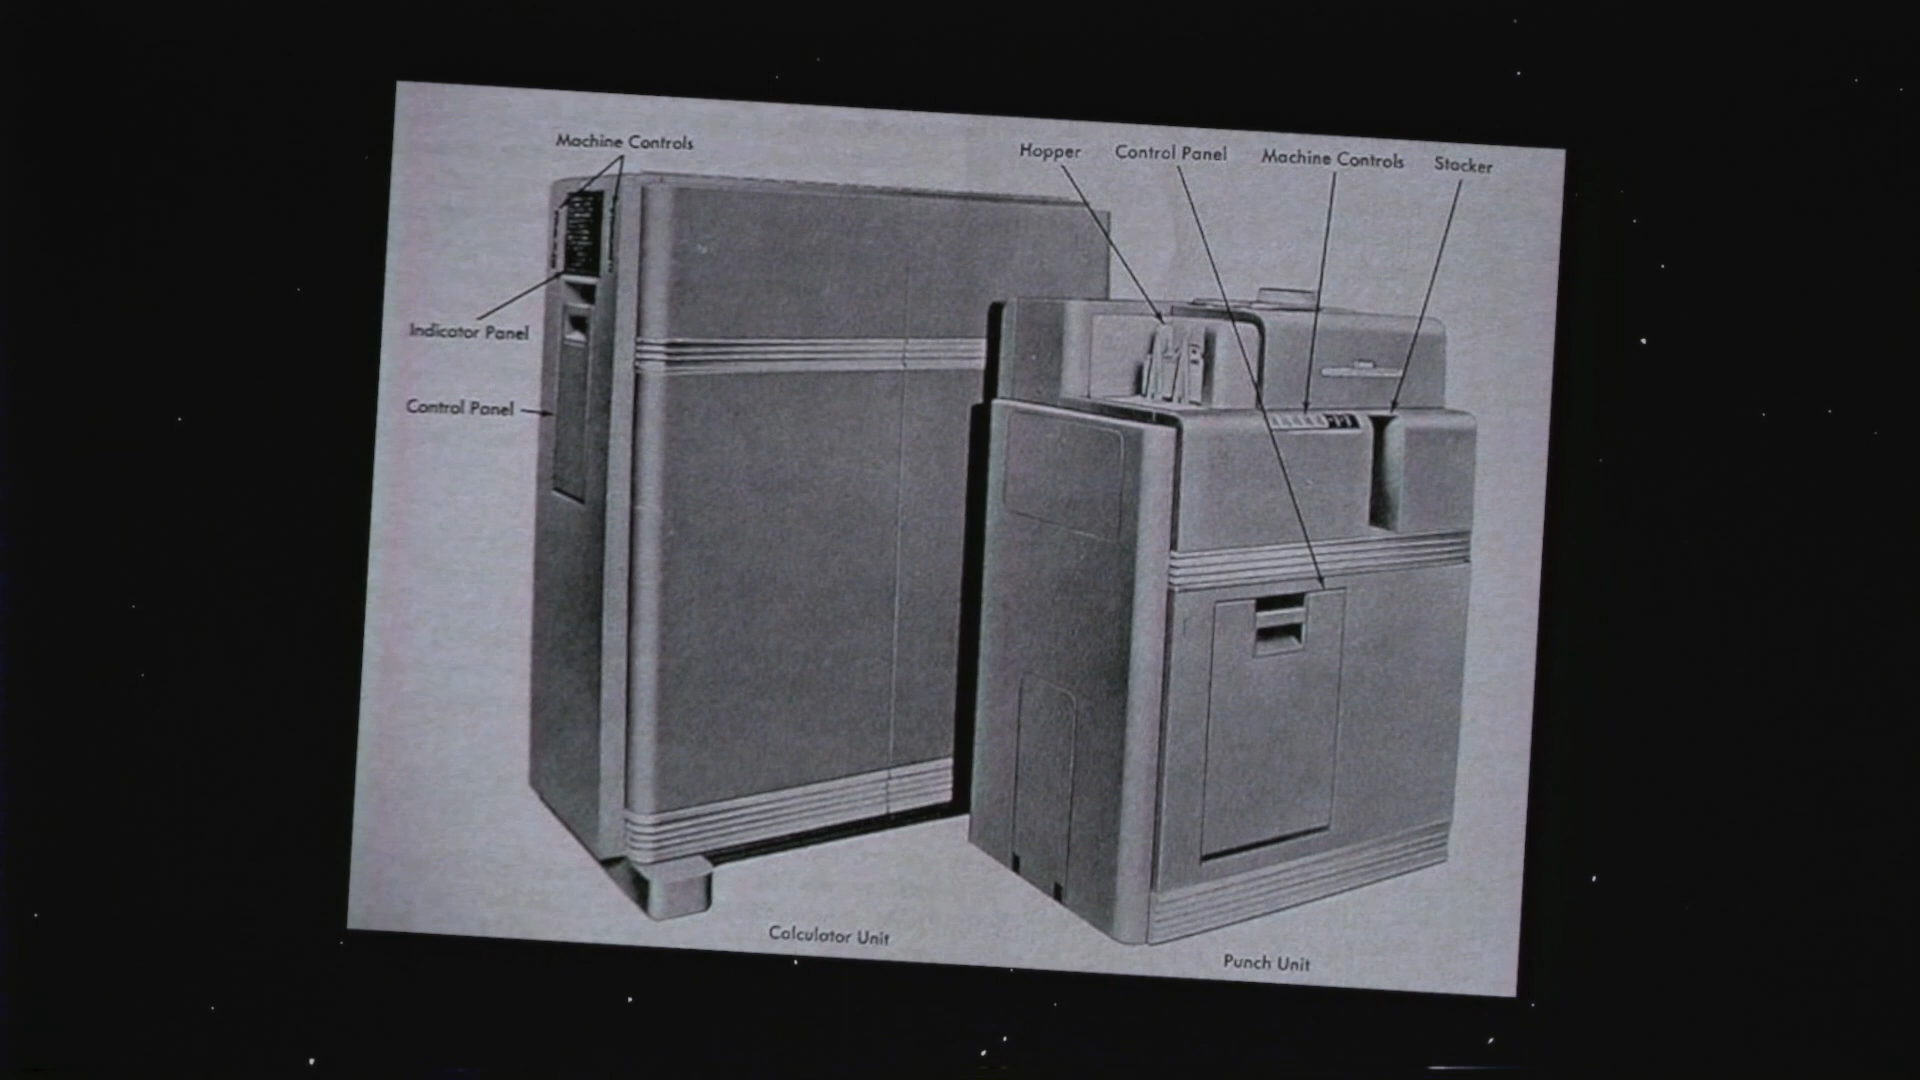 Machine Controls
Hopper
Control Panel
Machine Controls
Stacker
Indicator Panel
Control Panel
Calculator Unit
Punch Unit